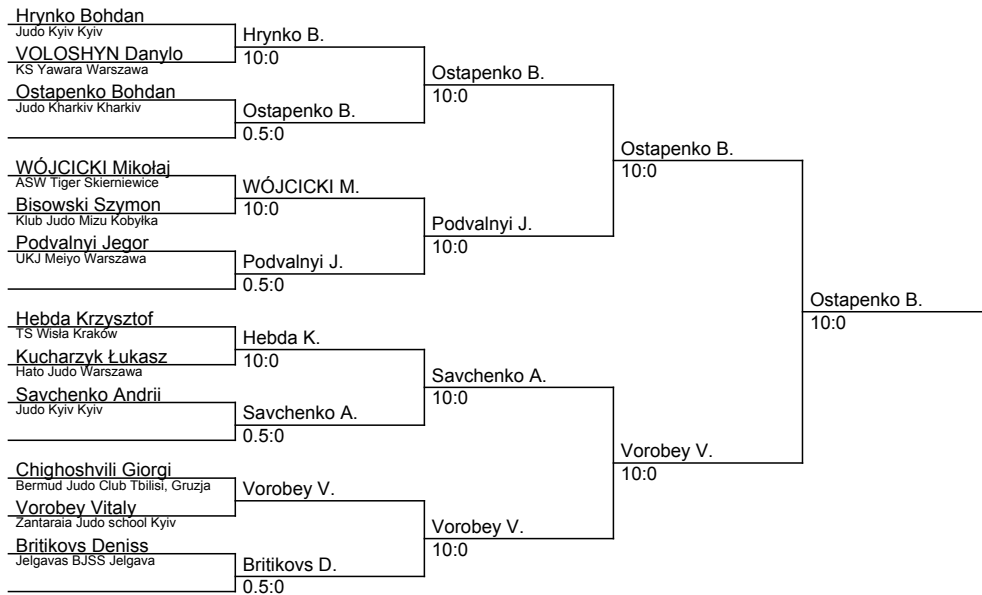 Hrynko Bohdan
Judo Kyiv Kyiv
VOLOSHYN Danylo
KS Yawara Warszawa
Ostapenko Bohdan
Judo Kharkiv Kharkiv
WÓJCICKI Mikołaj
ASW Tiger Skierniewice
Bisowski Szymon
Klub Judo Mizu Kobyłka
Podvalnyi Jegor
UKJ Meiyo Warszawa
Hebda Krzysztof
TS Wisła Kraków
Kucharzyk Łukasz
Hato Judo Warszawa
Savchenko Andrii
Judo Kyiv Kyiv
Chighoshvili Giorgi
Bermud Judo Club Tbilisi, Gruzja
Vorobey Vitaly
Zantaraia Judo school Kyiv
Britikovs Deniss
Jelgavas BJSS Jelgava
Hrynko B.
10:0
Ostapenko B.
0.5:0
WÓJCICKI M.
10:0
Podvalnyi J.
0.5:0
Hebda K.
10:0
Savchenko A.
0.5:0
Vorobey V.
Britikovs D.
0.5:0
Ostapenko B.
10:0
Podvalnyi J.
10:0
Savchenko A.
10:0
Vorobey V.
10:0
Ostapenko B.
10:0
Vorobey V.
10:0
Ostapenko B.
10:0